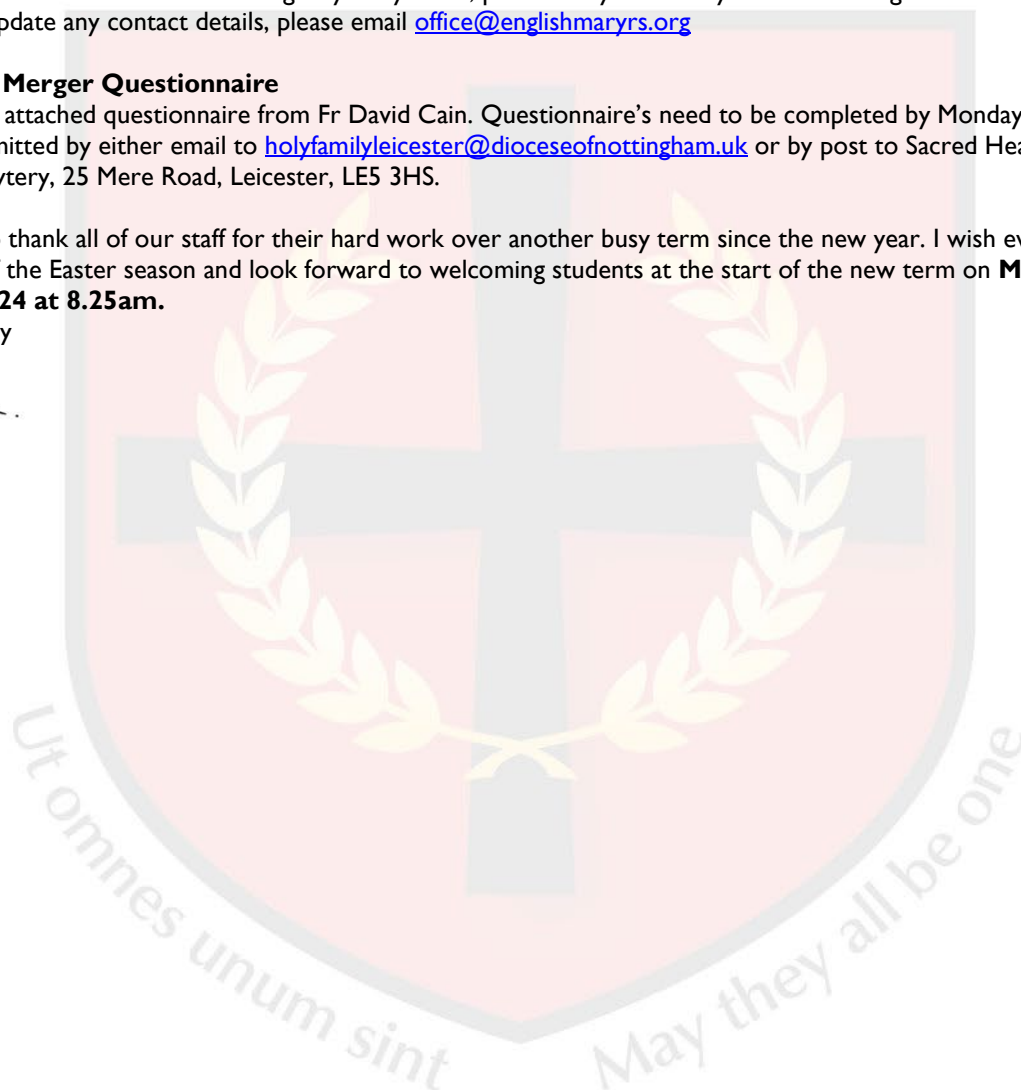 update any contact details, please email office@englishmaryrs.org
Merger Questionnaire
attached questionnaire from Fr David Cain. Questionnaire's need to be completed by Monday
mitted by either email to holyfamilyleicester@dioceseofnottingham.uk or by post to Sacred Hea
ytery, 25 Mere Road, Leicester, LE5 3HS.
thank all of our staff for their hard work over another busy term since the new year. I wish ev
the Easter season and look forward to welcoming students at the start of the new term on M
24 at 8.25am.
y
Ut omnes unum sint
May they all be one